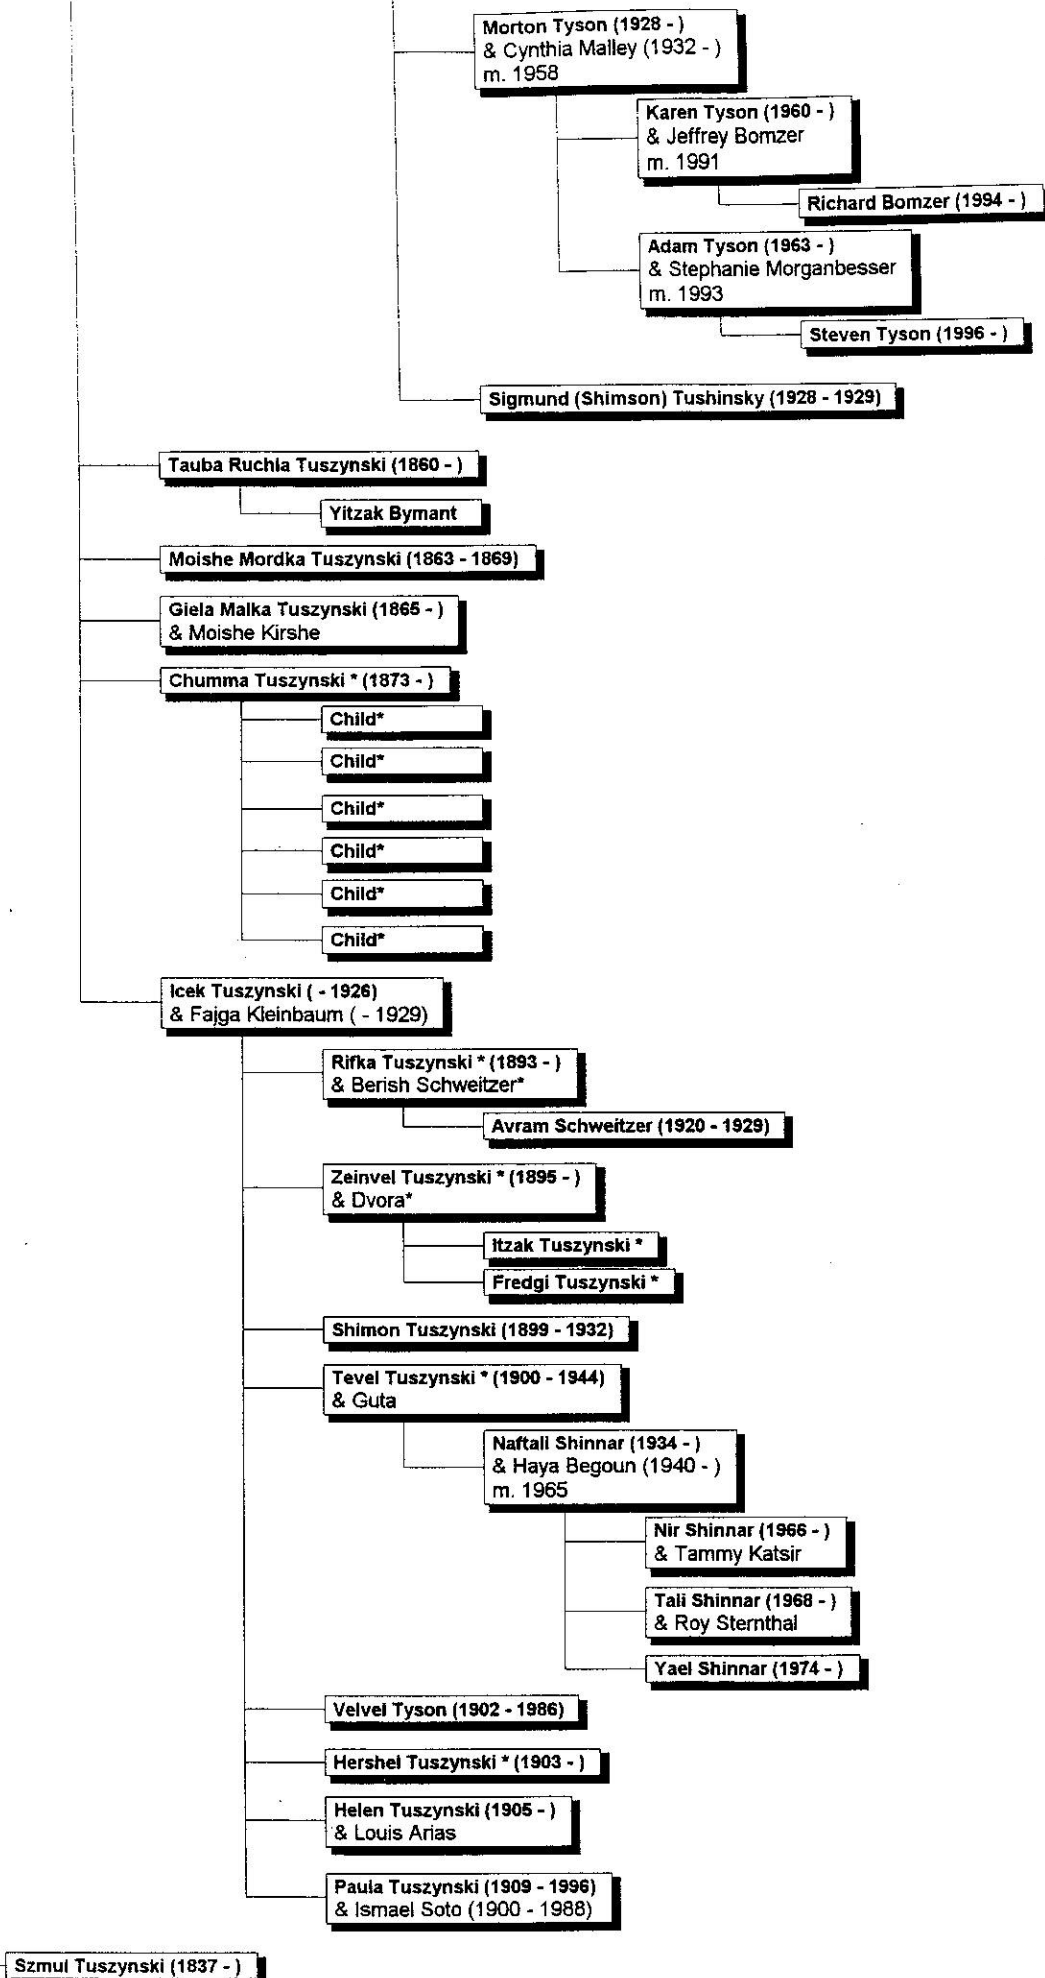 Morton Tyson (1928 - )
& Cynthia Malley (1932 - )
m. 1958
Karen Tyson (1960 - )
& Jeffrey Bomzer
m. 1991
Richard Bomzer (1994 - )
Adam Tyson (1963 - )
& Stephanie Morganbesser
m. 1993
Steven Tyson (1996 - )
Sigmund (Shimson) Tushinsky (1928 - 1929)
Tauba Ruchla Tuszynski (1860 - )
Yitzak Bymant
Moishe Mordka Tuszynski (1863 - 1869)
Giela Malka Tuszynski (1865 - )
& Moishe Kirshe
Chumma Tuszynski * (1873 - )
Child*
Child*
Child*
Child*
Child*
Child*
Icek Tuszynski ( - 1926)
& Fajga Kleinbaum ( - 1929)
Rifka Tuszynski * (1893 - )
& Berish Schweitzer*
Avram Schweitzer (1920 - 1929)
Zeinvel Tuszynski * (1895 - )
& Dvora*
Itzak Tuszynski *
Fredgi Tuszynski *
Shimon Tuszynski (1899 - 1932)
Tevel Tuszynski * (1900 - 1944)
& Guta
Naftali Shinnar (1934 - )
& Haya Begoun (1940 - )
m. 1965
Nir Shinnar (1966 - )
& Tammy Katsir
Tali Shinnar (1968 - )
& Roy Sternthal
Yael Shinnar (1974 - )
Velvel Tyson (1902 - 1986)
Hershel Tuszynski * (1903 - )
Helen Tuszynski (1905 - )
& Louis Arias
Paula Tuszynski (1909 - 1996)
& Ismael Soto (1900 - 1988)
Szmul Tuszynski (1837 - )